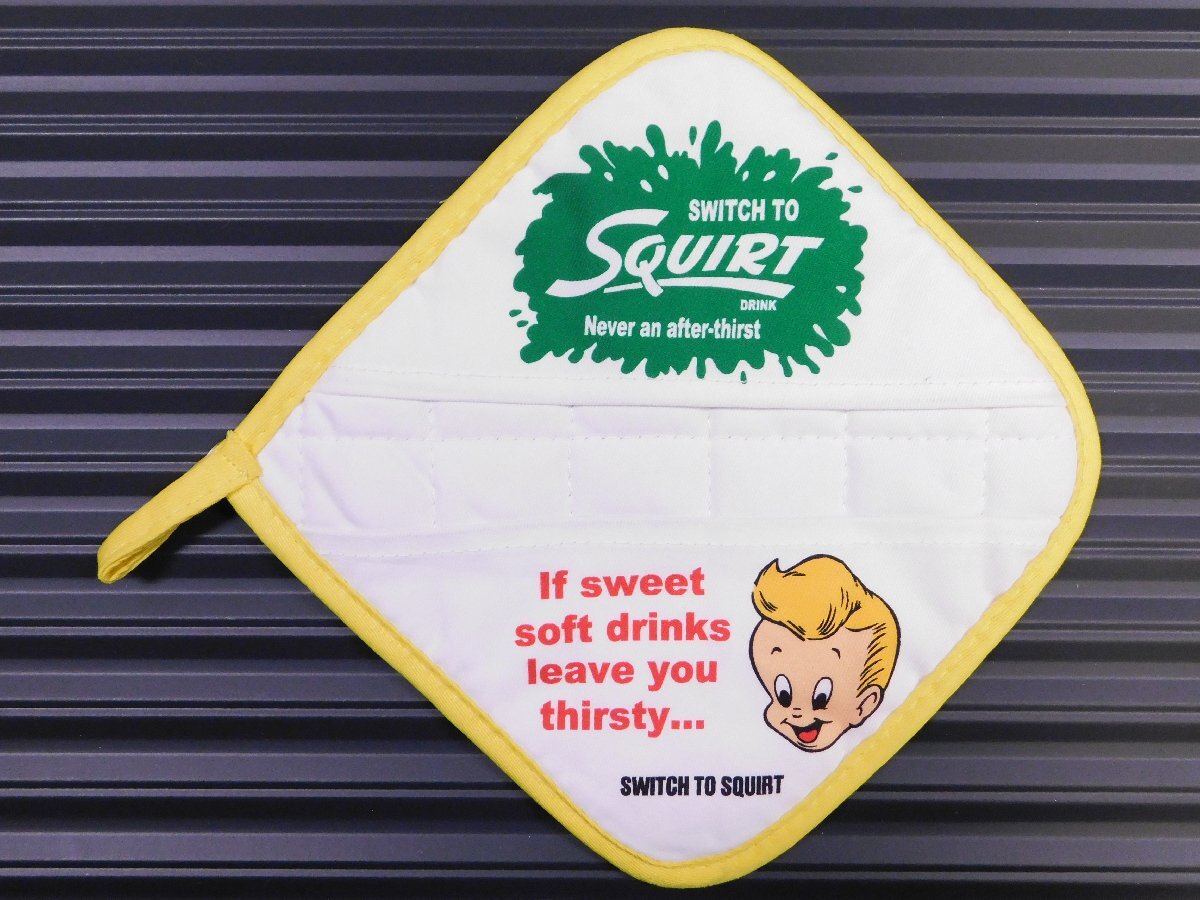 SWITCH TO
SQUIRT
DRINK
Never an after-thirst
If sweet
soft drinks
leave you
thirsty...
SWITCH TO SQUIRT